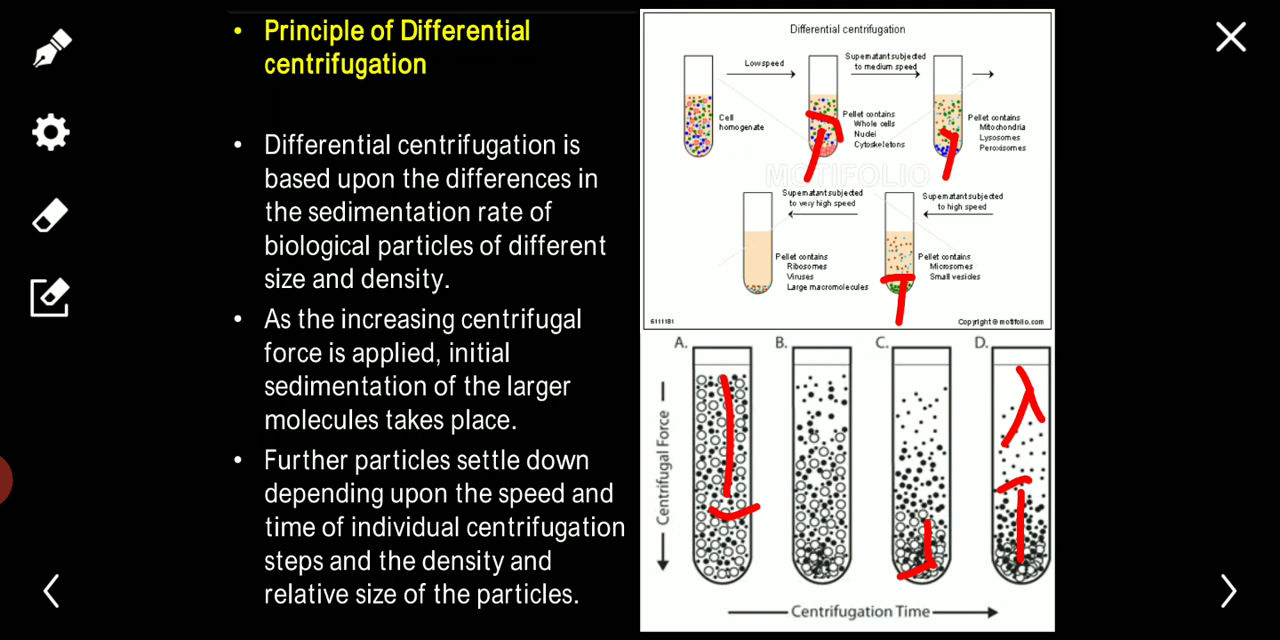 • Principle of Differential
centrifugation
• Differential centrifugation is
based upon the differences in
the sedimentation rate of
biological particles of different
size and density.
• As the increasing centrifugal
force is applied, initial
sedimentation of the larger
molecules takes place.
• Further particles settle down
depending upon the speed and
time of individual centrifugation
steps and the density and
relative size of the particles.
Differential centrifugation
Low speed
Supernatant subjected
to medium speed
Cell
homogenate
Pellet contains
Whole cells
Nuclei
Cytoskeletons
Pellet contains
Mitochondria
Lysosomes
Peroxisomes
MOTIFOLIO
Supernatant subjected
to very high speed
Supernatant subjected
to high speed
Pellet contains
Ribosomes
Viruses
Large macromolecules
Pellet contains
Microsomes
Small vesicles
6111181
Copyright © motifolio.com
A.
B.
C.
D.
Centrifugal Force
Centrifugation Time